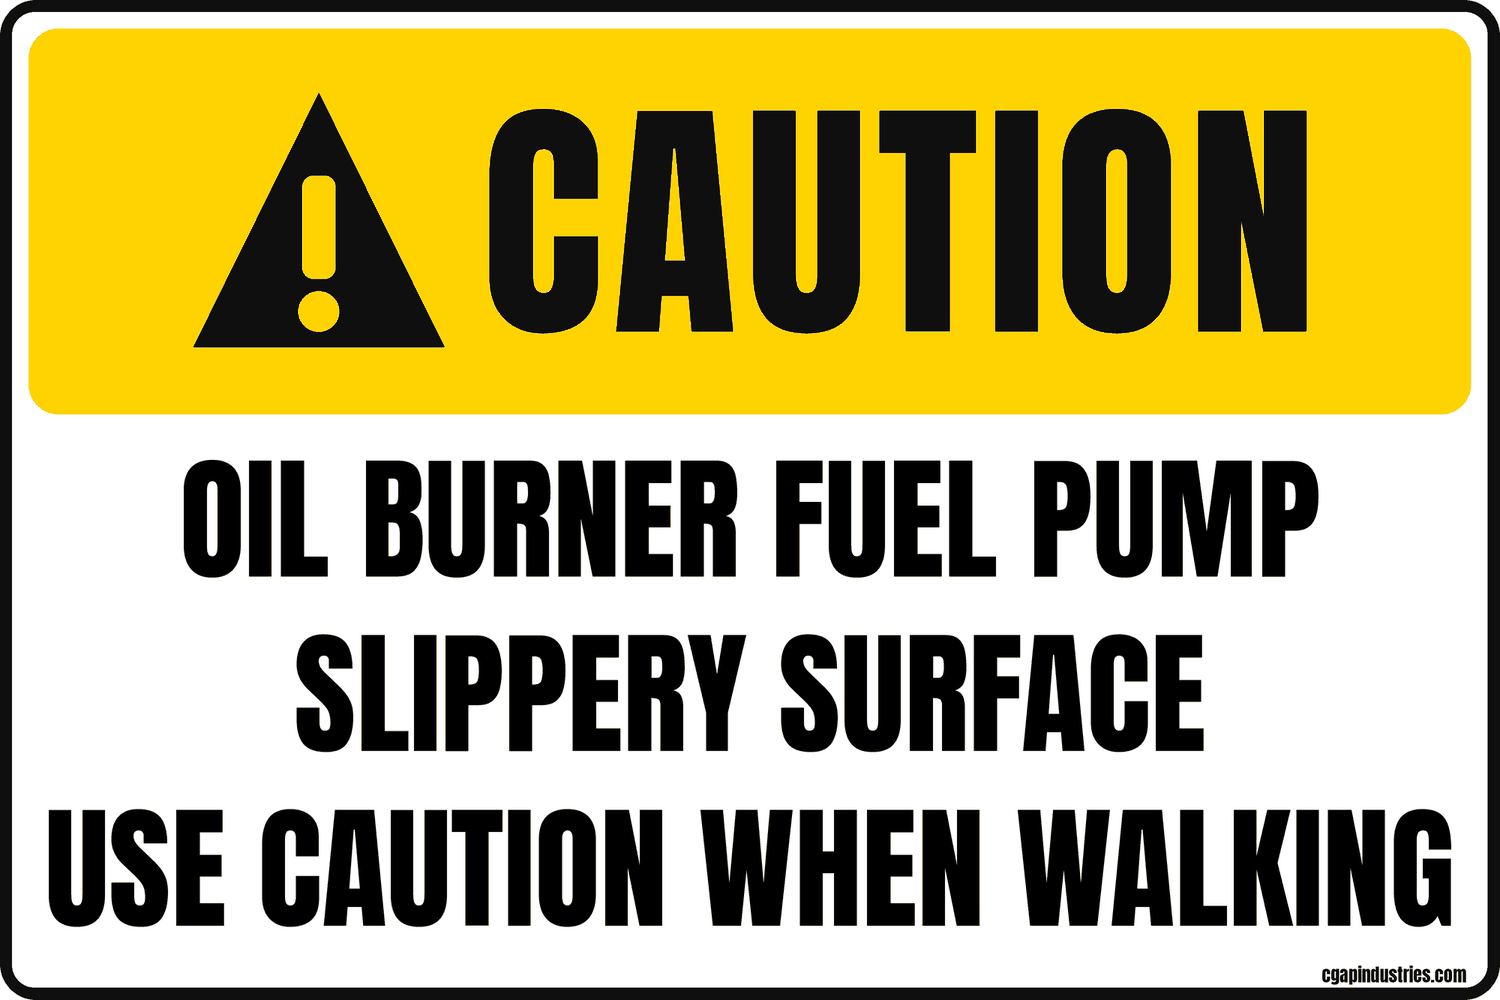 CAUTION
OIL BURNER FUEL PUMP
SLIPPERY SURFACE
USE CAUTION WHEN WALKING
cgapindustries.com